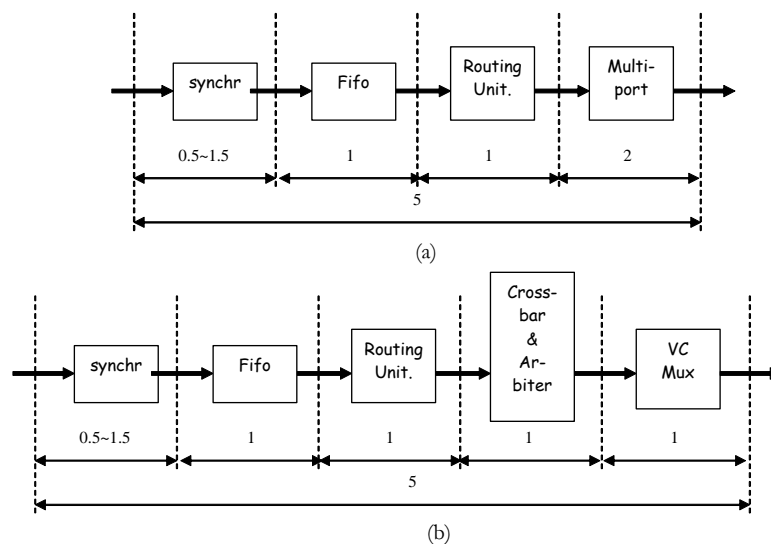 synchr
Fifo
Routing
Unit.
Multi-
port
0.5~1.5
1
1
2
5
(a)
synchr
Fifo
Routing
Unit.
Cross-
bar
&
Ar-
biter
VC
Mux
0.5~1.5
1
1
1
1
5
(b)